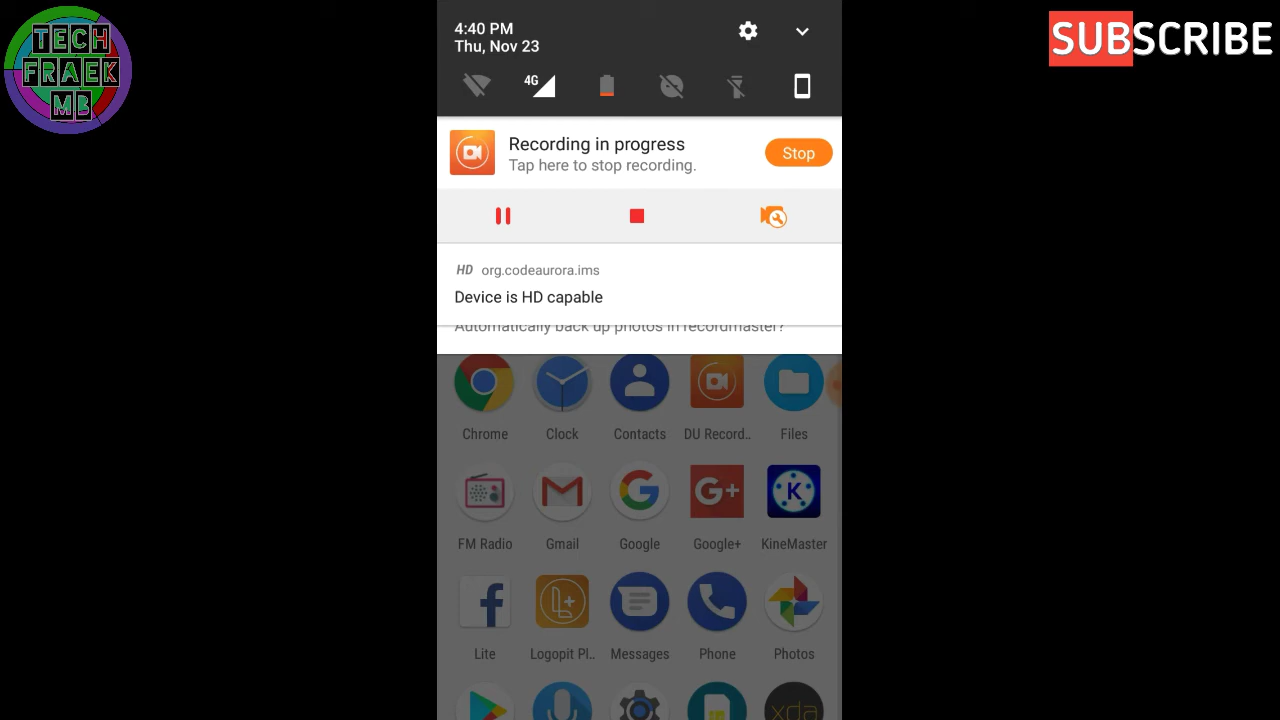 TECH
FRAEK
MB
SUBSCRIBE
4:40 PM
Thu, Nov 23
4G
Recording in progress
Tap here to stop recording.
Stop
HD org.codeaurora.ims
Device is HD capable
Automatically back up photos in recordmaster?
Chrome Clock Contacts DU Record.. Files
G+ K
FM Radio Gmail Google Google+ KineMaster
Lite Logopit Pl.. Messages Phone Photos
xda